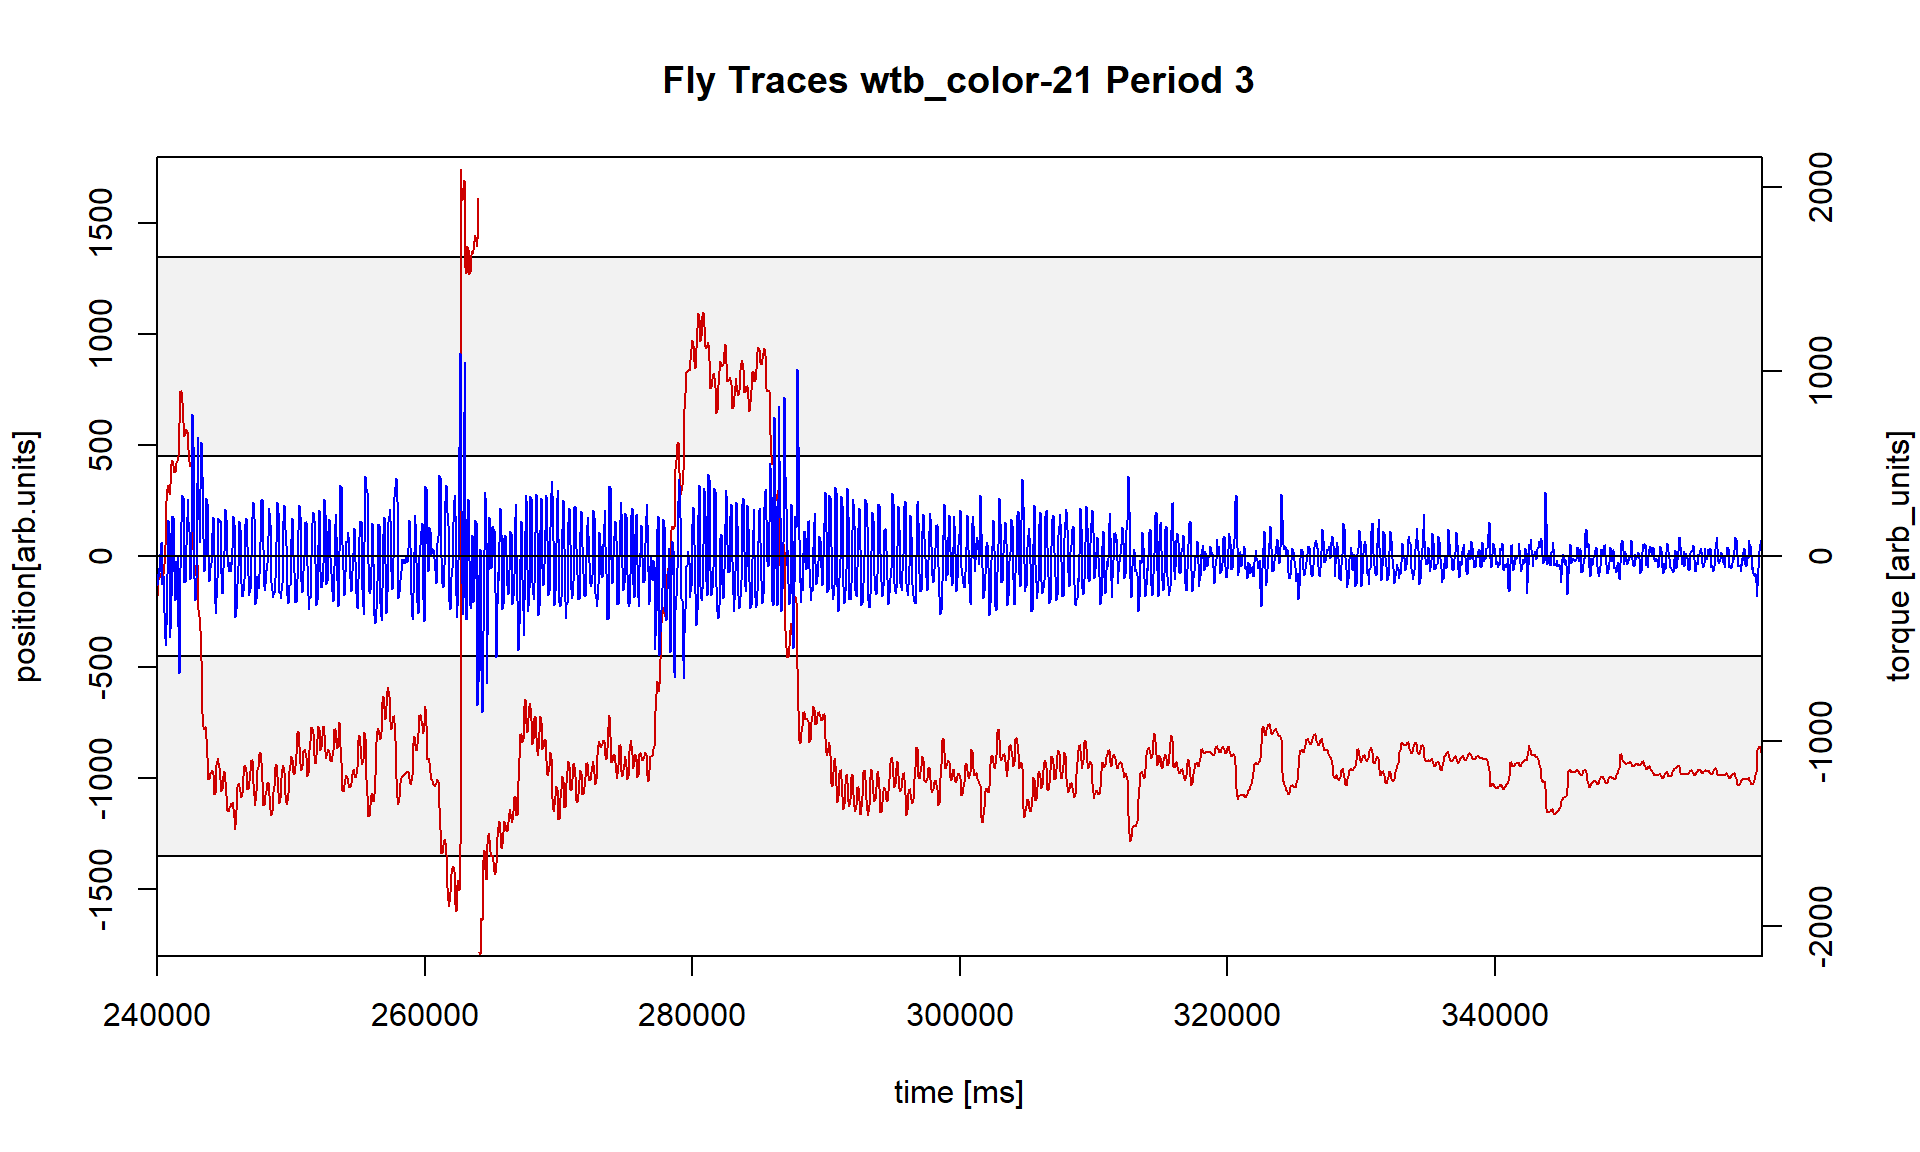 Fly Traces wtb_color-21 Period 3
position[arb.units]
1500
1000
500
0
-500
-1000
-1500
2000
1000
0
-1000
-2000
torque [arb_units]
240000 260000 280000 300000 320000 340000
time [ms]